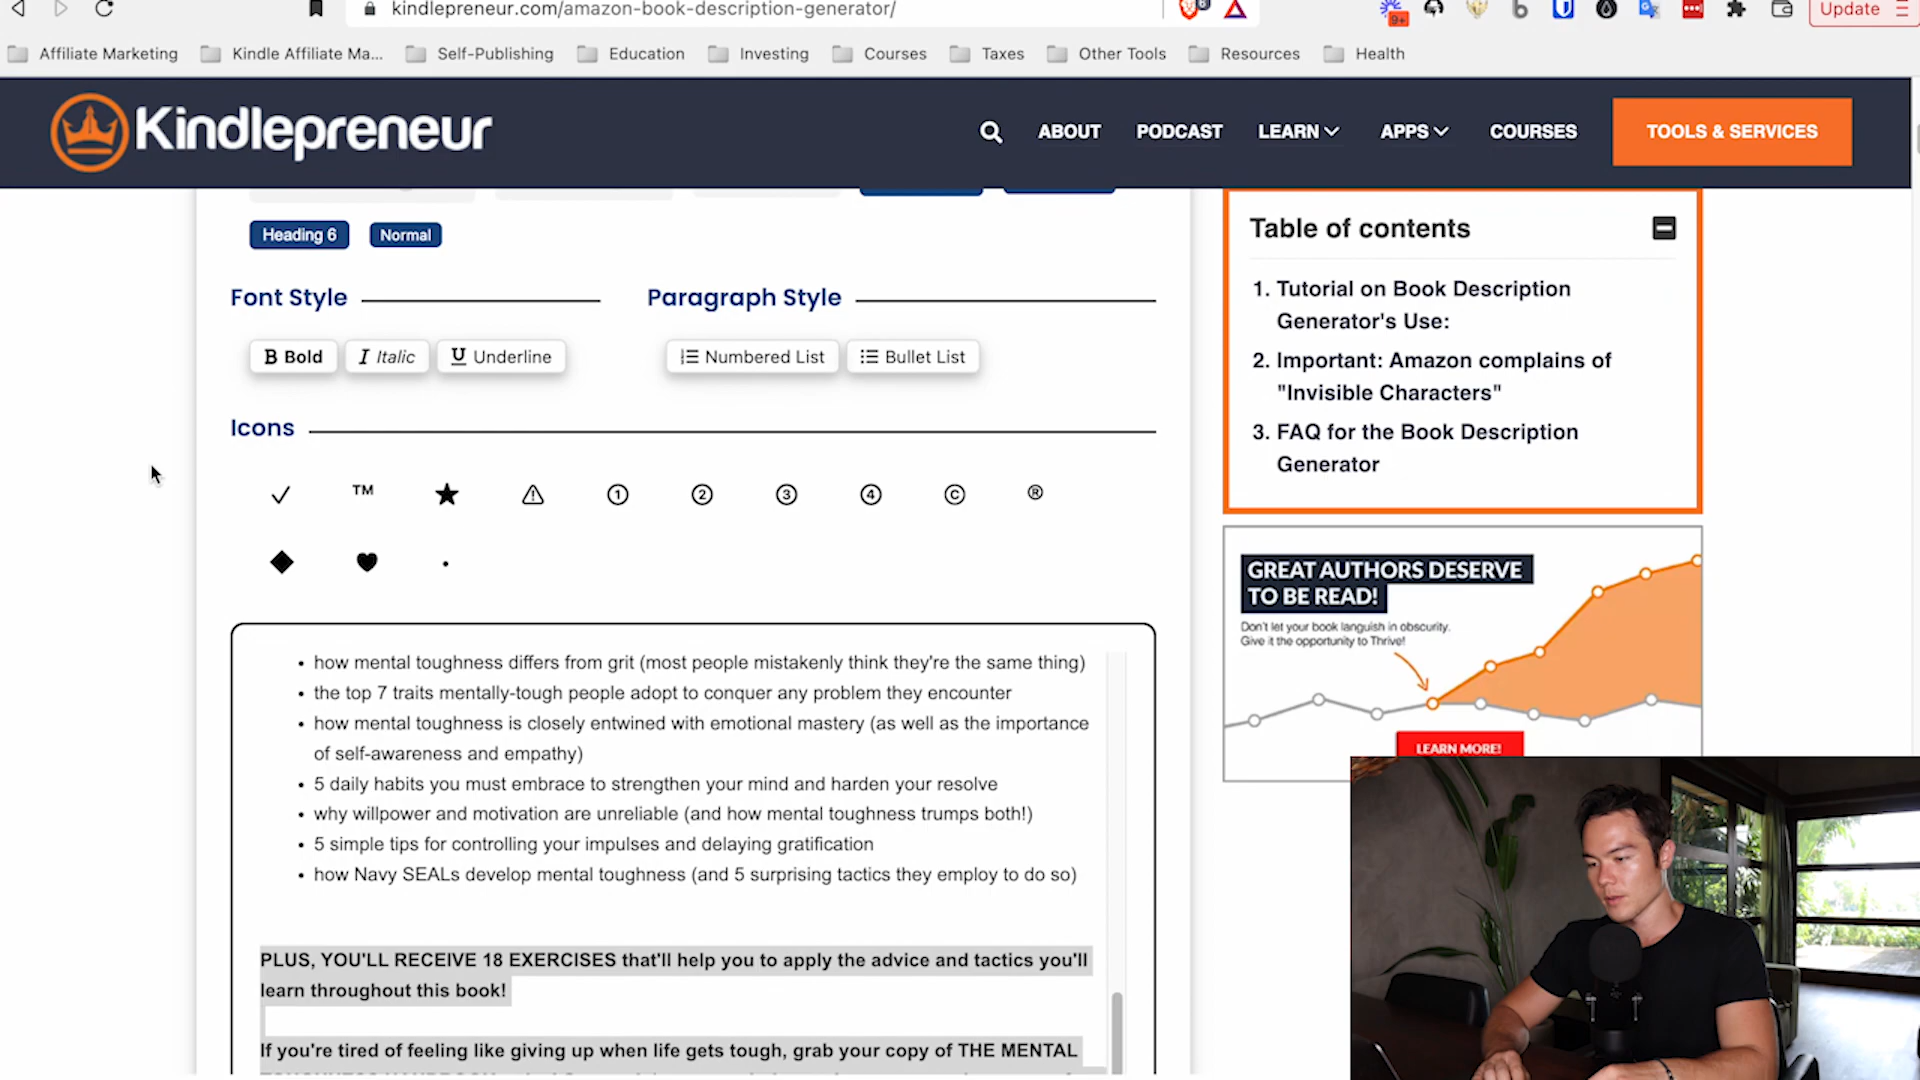 kindlepreneur.com/amazon-book-description-generator/
6
9+
Update
Affiliate Marketing
Kindle Affiliate Ma...
Self-Publishing
Education
Investing
Courses
Taxes
Other Tools
Resources
Health
Kindlepreneur
ABOUT
PODCAST
LEARN
APPS
COURSES
TOOLS & SERVICES
Heading 6
Normal
Font Style
Paragraph Style
B Bold
I Italic
U Underline
Numbered List
Bullet List
Icons
✓ ™ ★ ⚠ ① ② ③ ④ © ®
◆ ♥ •
• how mental toughness differs from grit (most people mistakenly think they're the same thing)
• the top 7 traits mentally-tough people adopt to conquer any problem they encounter
• how mental toughness is closely entwined with emotional mastery (as well as the importance
of self-awareness and empathy)
• 5 daily habits you must embrace to strengthen your mind and harden your resolve
• why willpower and motivation are unreliable (and how mental toughness trumps both!)
• 5 simple tips for controlling your impulses and delaying gratification
• how Navy SEALs develop mental toughness (and 5 surprising tactics they employ to do so)
PLUS, YOU'LL RECEIVE 18 EXERCISES that'll help you to apply the advice and tactics you'll
learn throughout this book!
If you're tired of feeling like giving up when life gets tough, grab your copy of THE MENTAL
Table of contents
1. Tutorial on Book Description
Generator's Use:
2. Important: Amazon complains of
"Invisible Characters"
3. FAQ for the Book Description
Generator
GREAT AUTHORS DESERVE
TO BE READ!
Don't let your book languish in obscurity.
Give it the opportunity to Thrive!
LEARN MORE!